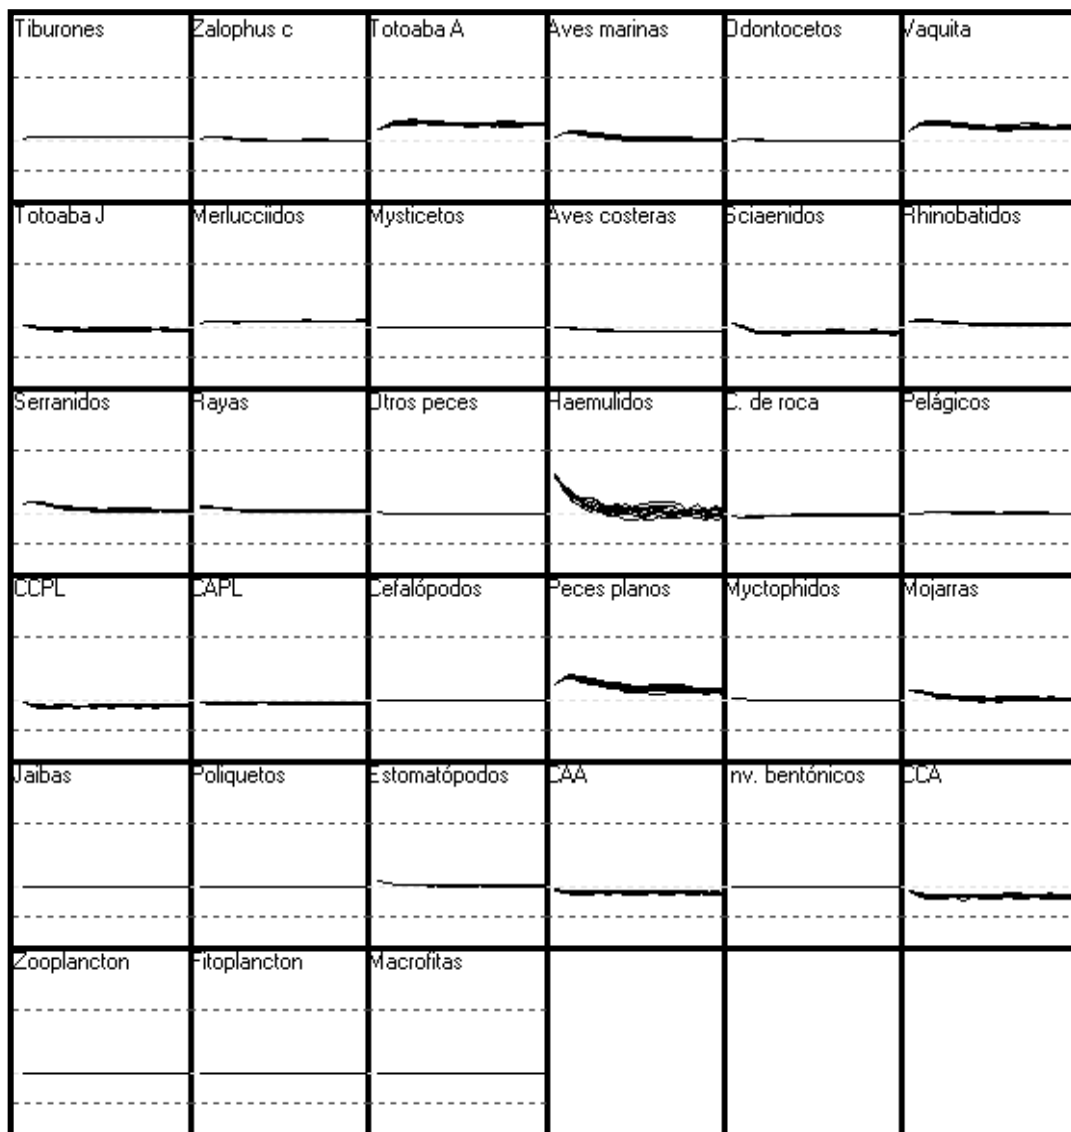 Tiburones
Zalophus c
Totoaba A
Aves marinas
Odontocetos
Vaquita
Totoaba J
Merlucciidos
Mysticetos
Aves costeras
Sciaenidos
Rhinobatidos
Serranidos
Rayas
Otros peces
Haemulidos
C. de roca
Pelágicos
CCPL
CAPL
Cefalópodos
Peces planos
Myctophidos
Mojarras
Jaibas
Poliquetos
Estomatópodos
CAA
Inv. bentónicos
CCA
Zooplancton
Fitoplancton
Macrofitas